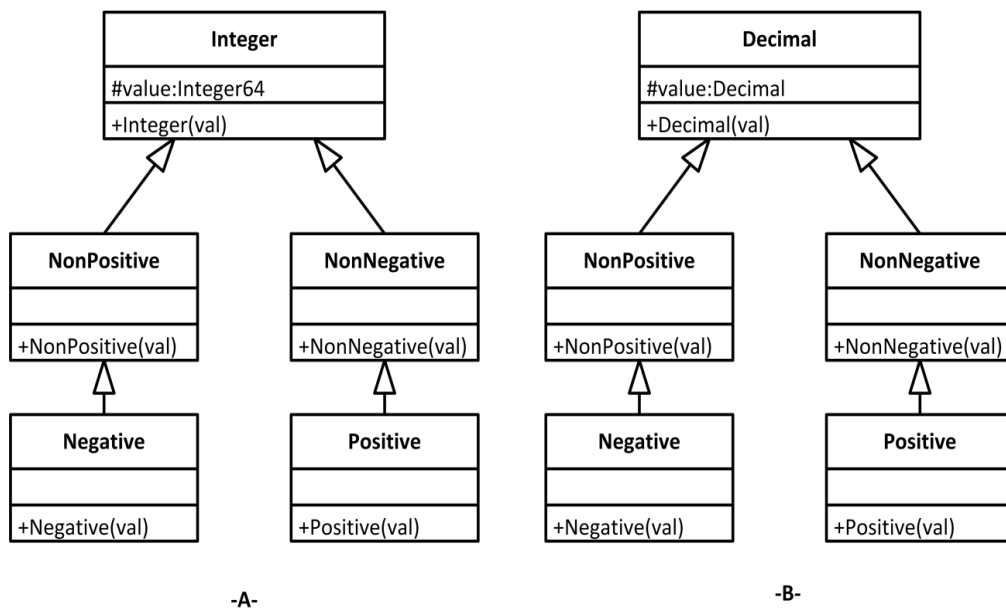 Integer
#value:Integer64
+Integer(val)
NonPositive
+NonPositive(val)
NonNegative
+NonNegative(val)
Negative
+Negative(val)
Positive
+Positive(val)
-A-
Decimal
#value:Decimal
+Decimal(val)
NonPositive
+NonPositive(val)
NonNegative
+NonNegative(val)
Negative
+Negative(val)
Positive
+Positive(val)
-B-